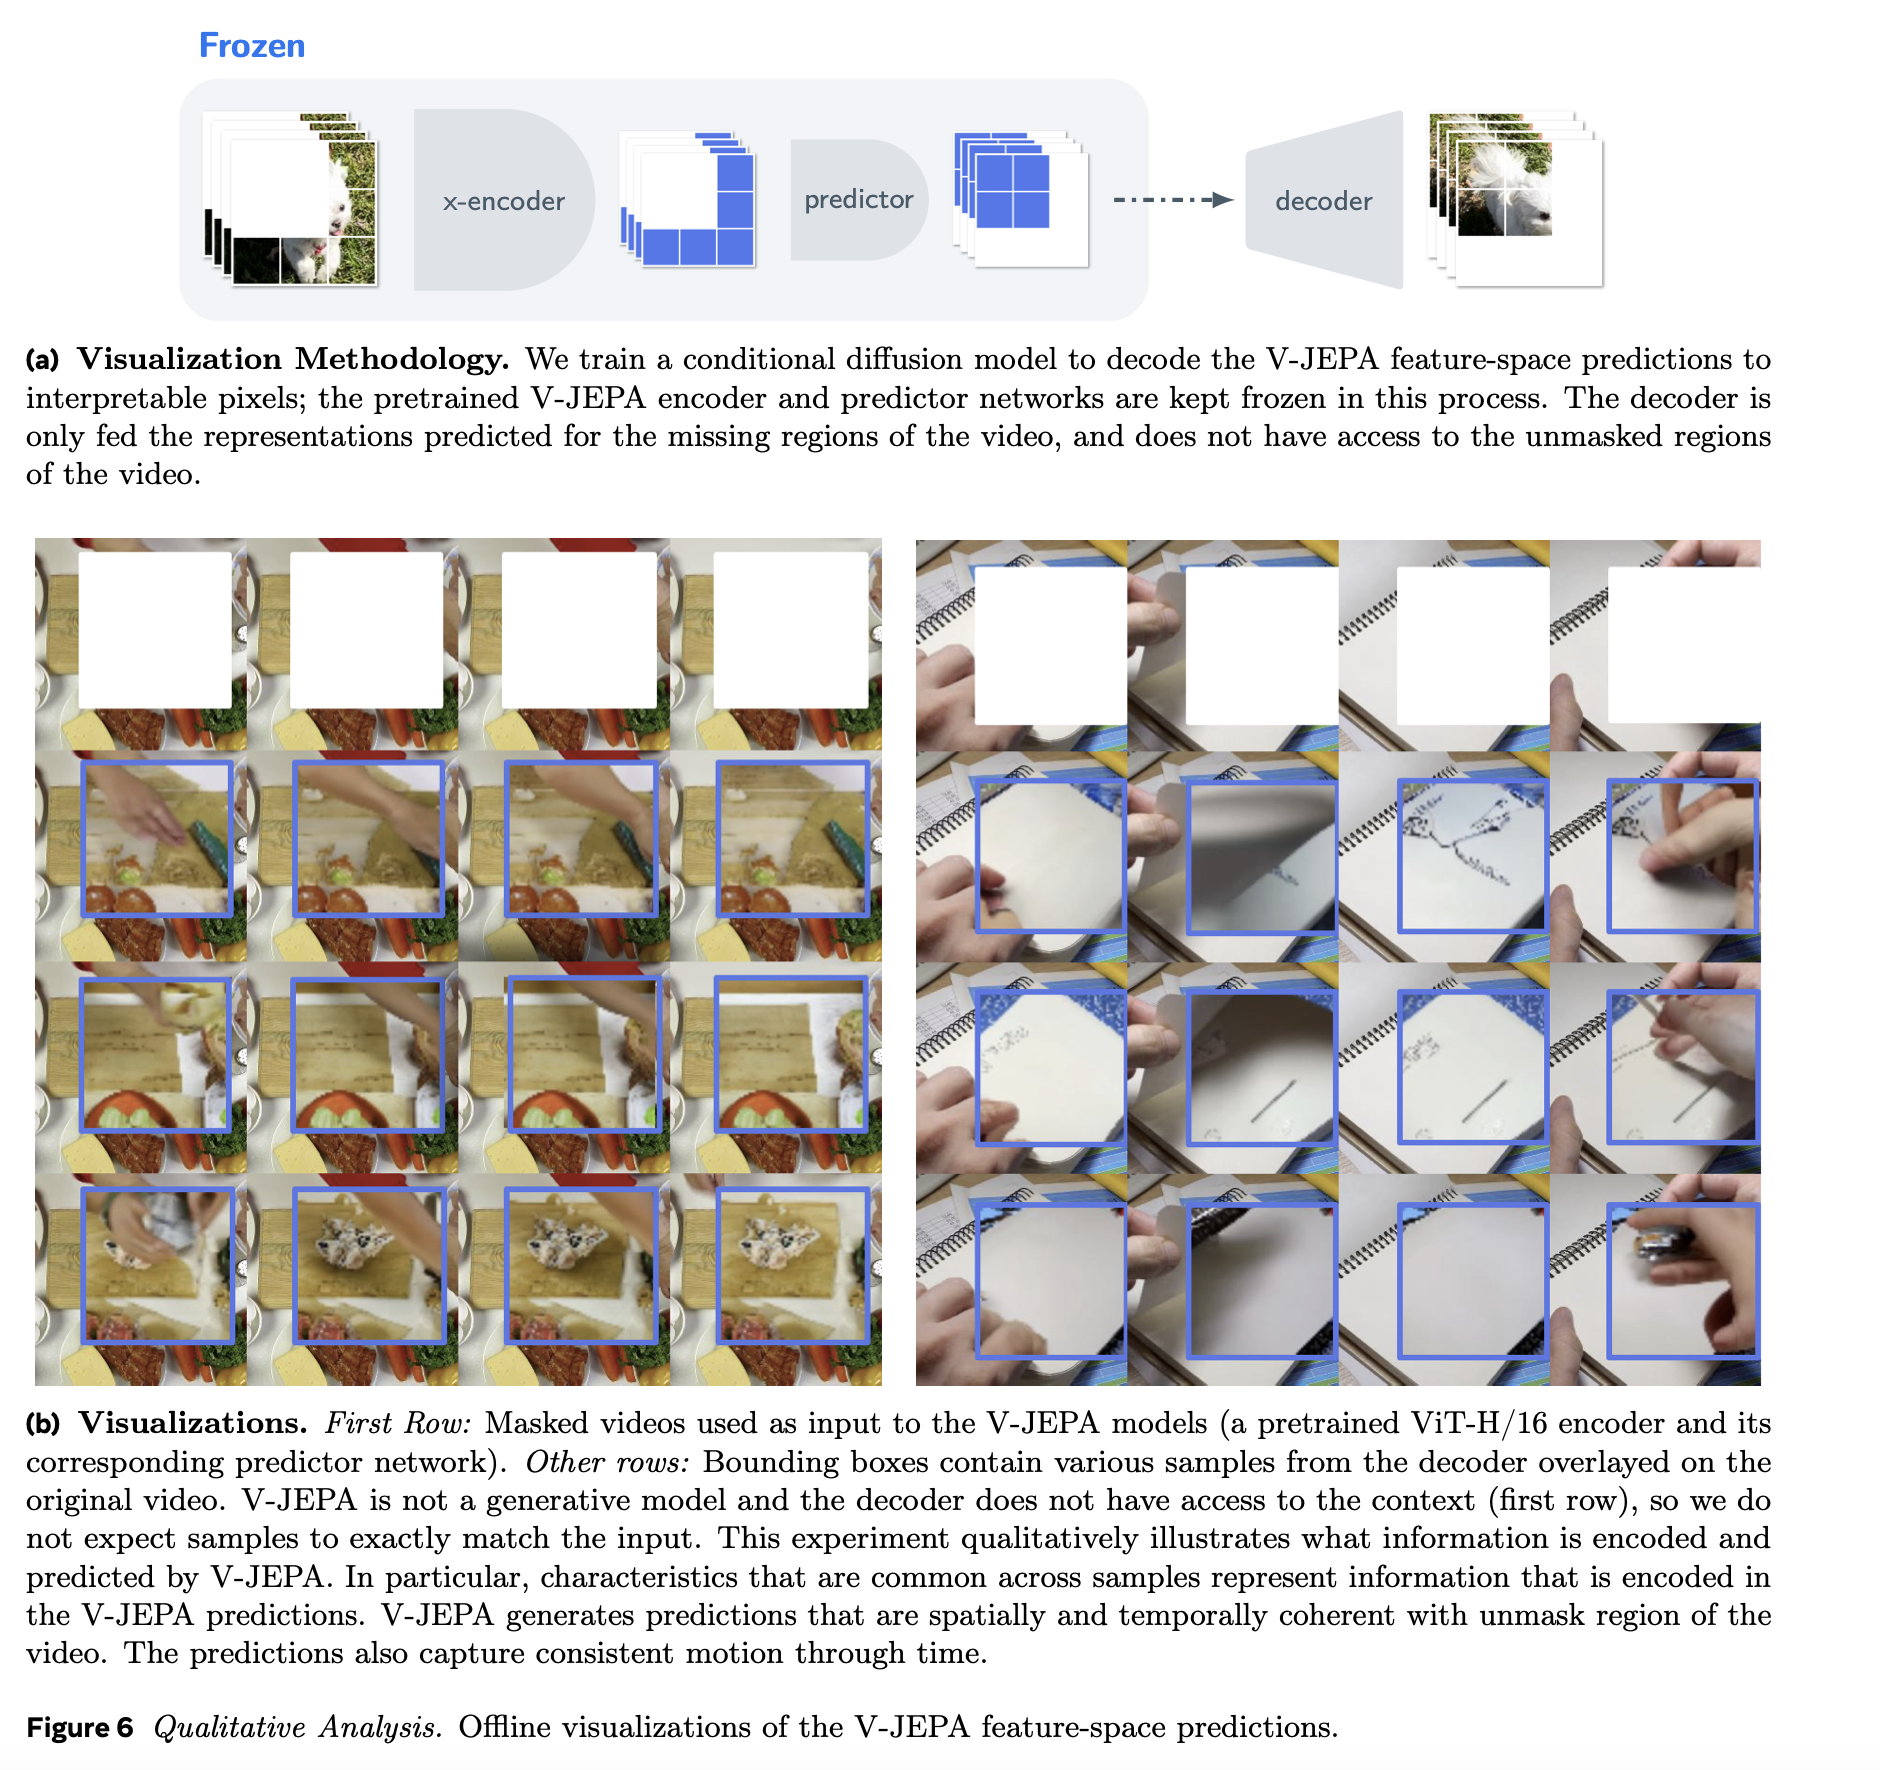 Frozen
x-encoder
predictor
decoder
(a) Visualization Methodology. We train a conditional diffusion model to decode the V-JEPA feature-space predictions to
interpretable pixels; the pretrained V-JEPA encoder and predictor networks are kept frozen in this process. The decoder is
only fed the representations predicted for the missing regions of the video, and does not have access to the unmasked regions
of the video.
(b) Visualizations. First Row: Masked videos used as input to the V-JEPA models (a pretrained ViT-H/16 encoder and its
corresponding predictor network). Other rows: Bounding boxes contain various samples from the decoder overlayed on the
original video. V-JEPA is not a generative model and the decoder does not have access to the context (first row), so we do
not expect samples to exactly match the input. This experiment qualitatively illustrates what information is encoded and
predicted by V-JEPA. In particular, characteristics that are common across samples represent information that is encoded in
the V-JEPA predictions. V-JEPA generates predictions that are spatially and temporally coherent with unmask region of the
video. The predictions also capture consistent motion through time.
Figure 6 Qualitative Analysis. Offline visualizations of the V-JEPA feature-space predictions.